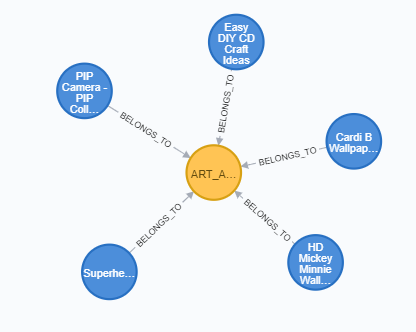 Easy
DIY CD
Craft
Ideas
PIP
Camera -
PIP
Coll...
BELONGS_TO
BELONGS_TO
Cardi B
Wallpap...
BELONGS_TO
ART_A...
BELONGS_TO
BELONGS_TO
Superhe...
HD
Mickey
Minnie
Wall...